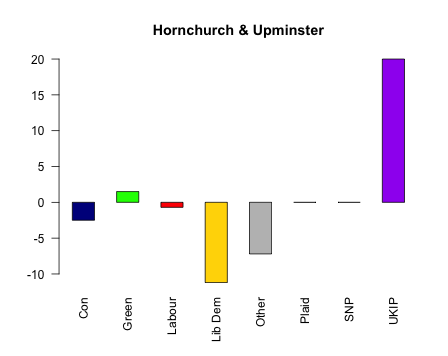 Hornchurch & Upminster
20
15
10
5
0
-5
-10
Con
Green
Labour
Lib Dem
Other
Plaid
SNP
UKIP